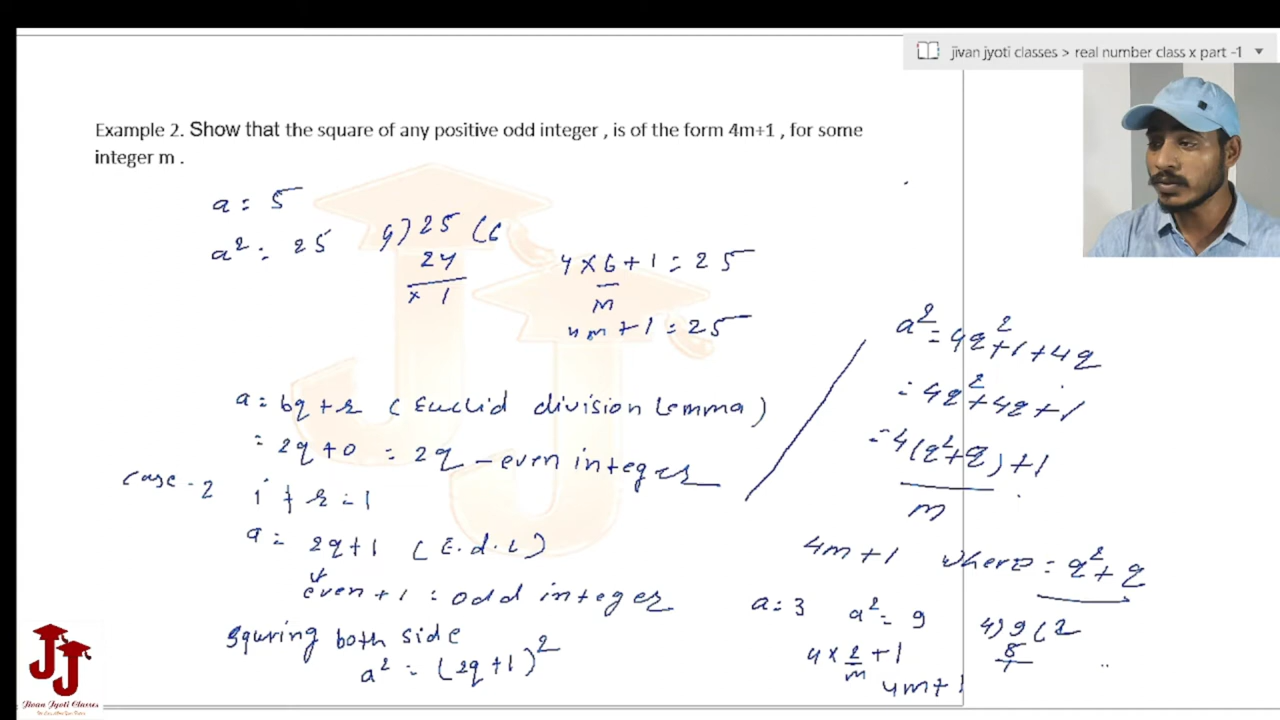 jivan jyoti classes > real number class x part -1
Example 2. Show that the square of any positive odd integer , is of the form 4m+1 , for some
integer m .
a = 5
a² = 25
4)25(6
24
× 1
4×6+1=25
m
4m+1=25
a = bq+r (Euclid division Lemma)
= 2q+0 = 2q - even integer
case - 2
if r = 1
a = 2q+1 (E.d.L)
even+1 = odd integer
squring both side
a² = (2q+1)²
a² = 4q²+1+4q
= 4q²+4q+1
= 4(q²+q)+1
m
4m+1 where = q²+q
a = 3 a² = 9
4)9(2
8
1
4×2+1
m
4m+1
JJ
Jivan Jyoti Classes